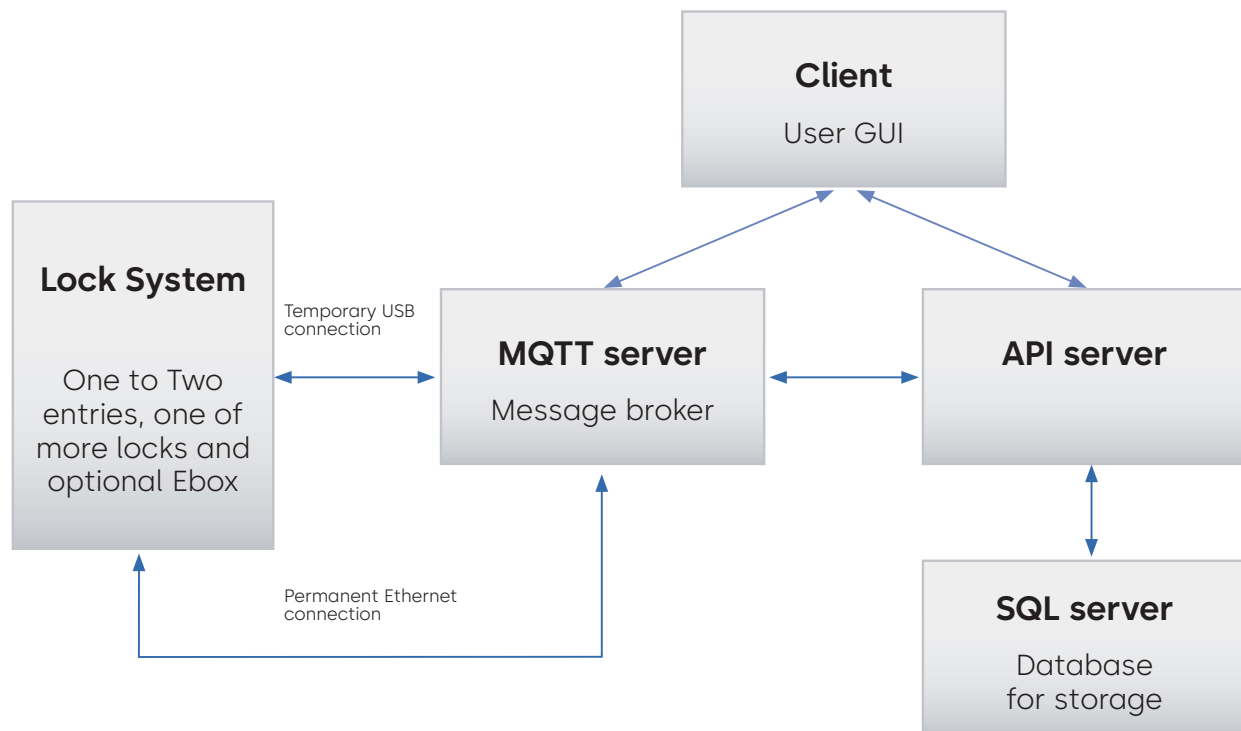 Client
User GUI
Lock System
One to Two
entries, one of
more locks and
optional Ebox
Temporary USB
connection
MQTT server
Message broker
API server
Permanent Ethernet
connection
SQL server
Database
for storage